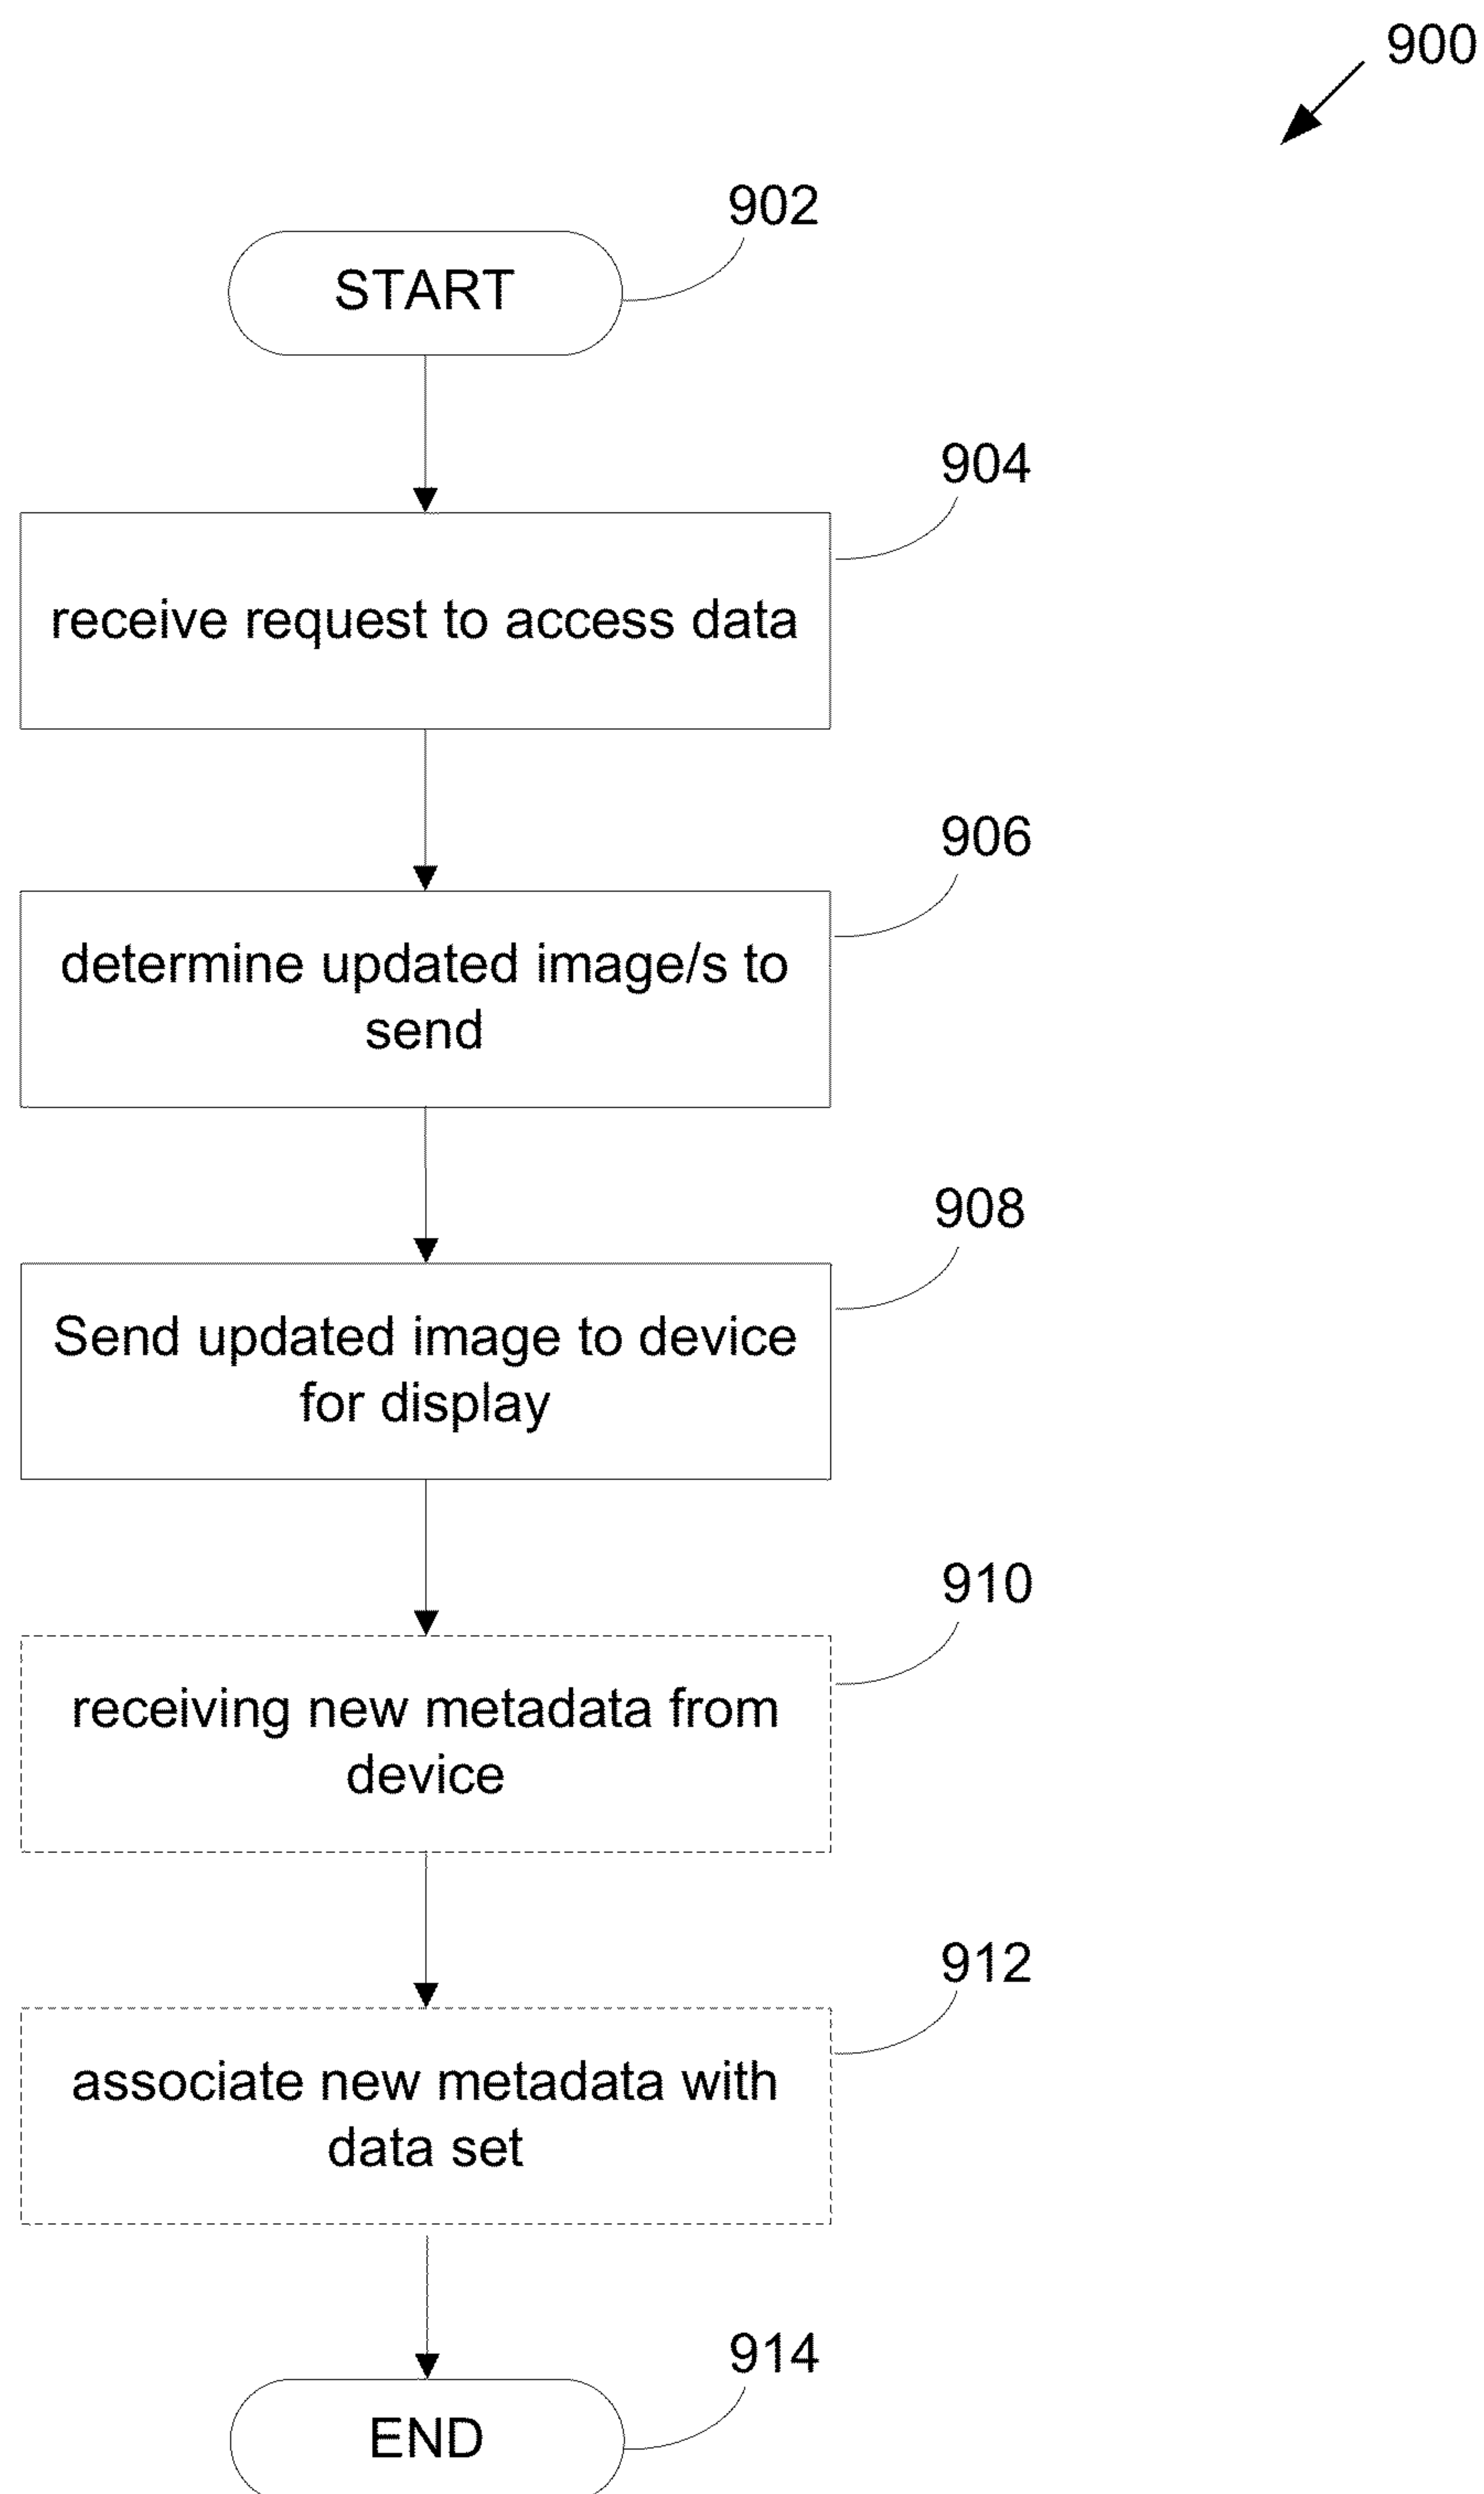 900
902
START
904
receive request to access data
906
determine updated image/s to
send
908
Send updated image to device
for display
910
receiving new metadata from
device
912
associate new metadata with
data set
914
END